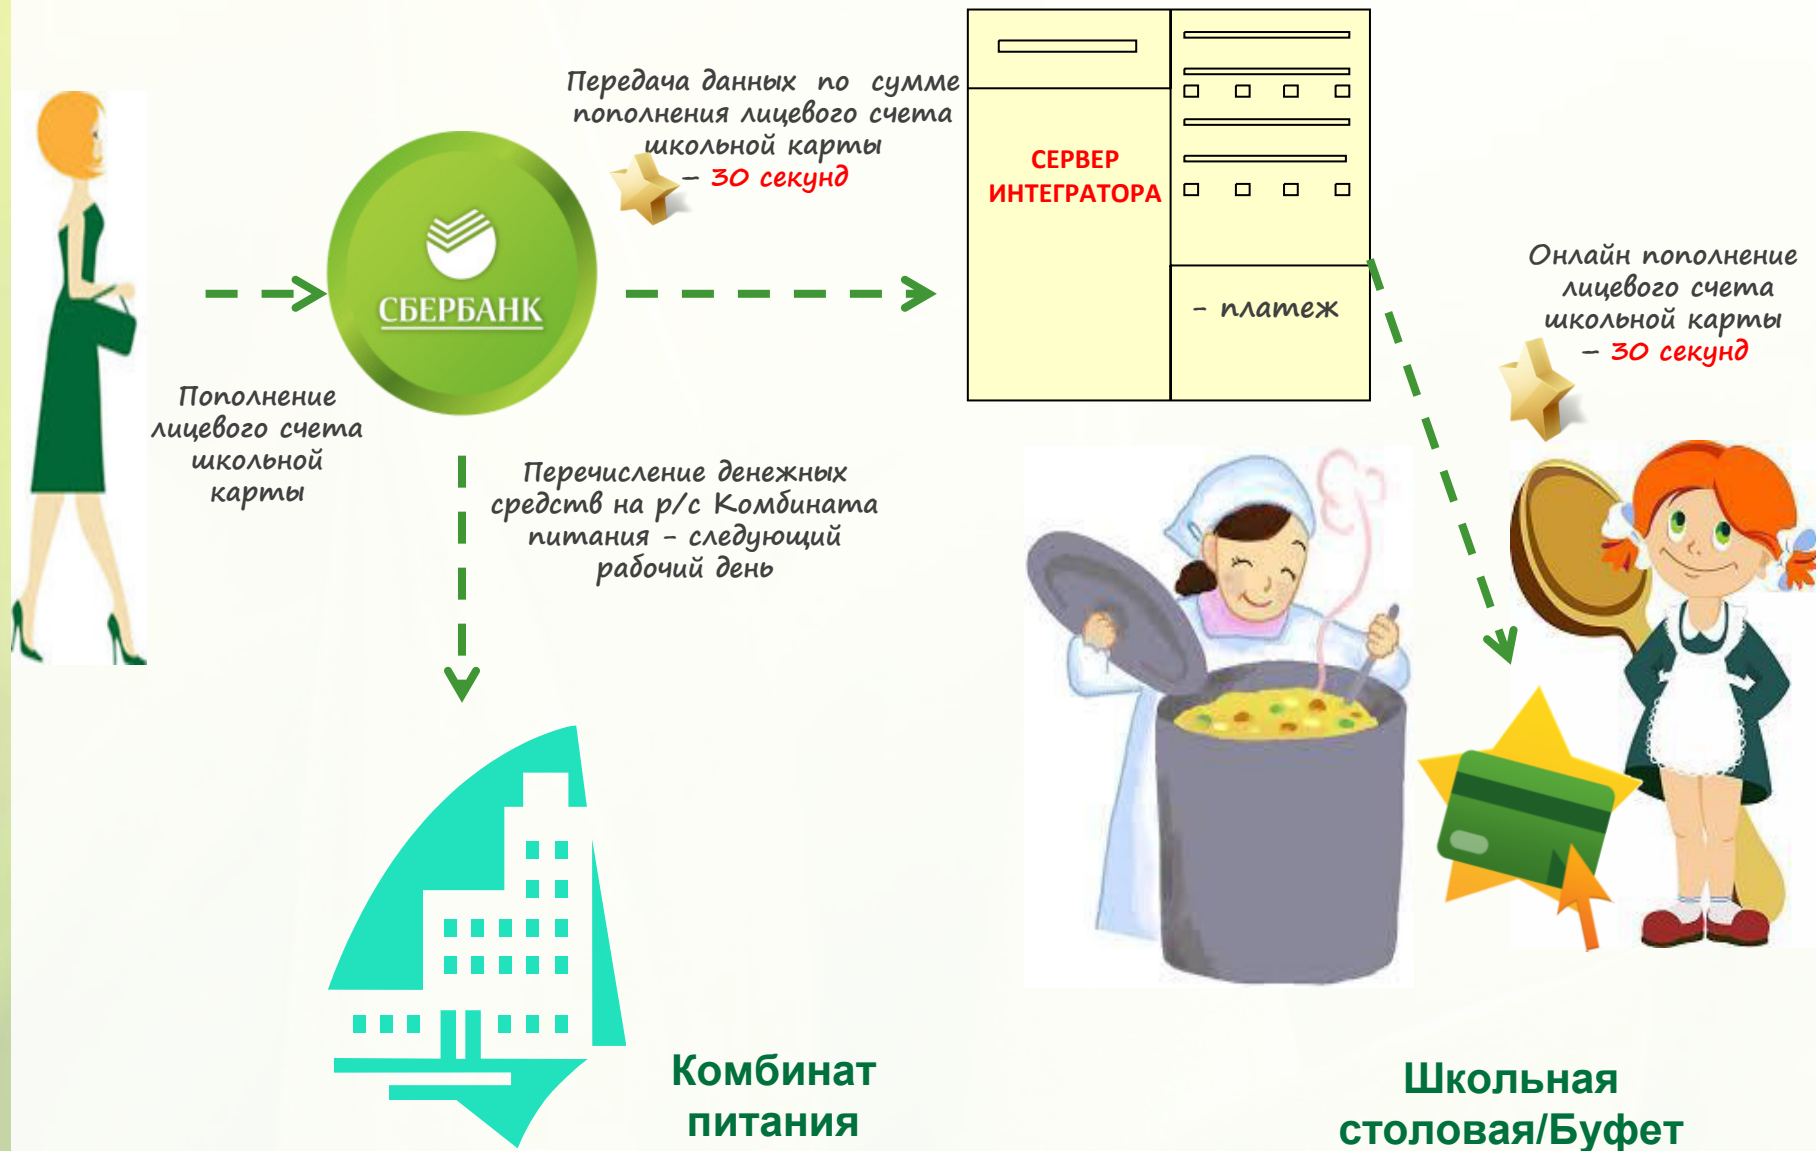 Передача данных по сумме
пополнения лицевого счета
школьной карты
– 30 секунд
СЕРВЕР
ИНТЕГРАТОРА
- платеж
Онлайн пополнение
лицевого счета
школьной карты
– 30 секунд
СБЕРБАНК
Пополнение
лицевого счета
школьной
карты
Перечисление денежных
средств на р/с Комбината
питания - следующий
рабочий день
Комбинат
питания
Школьная
столовая/Буфет